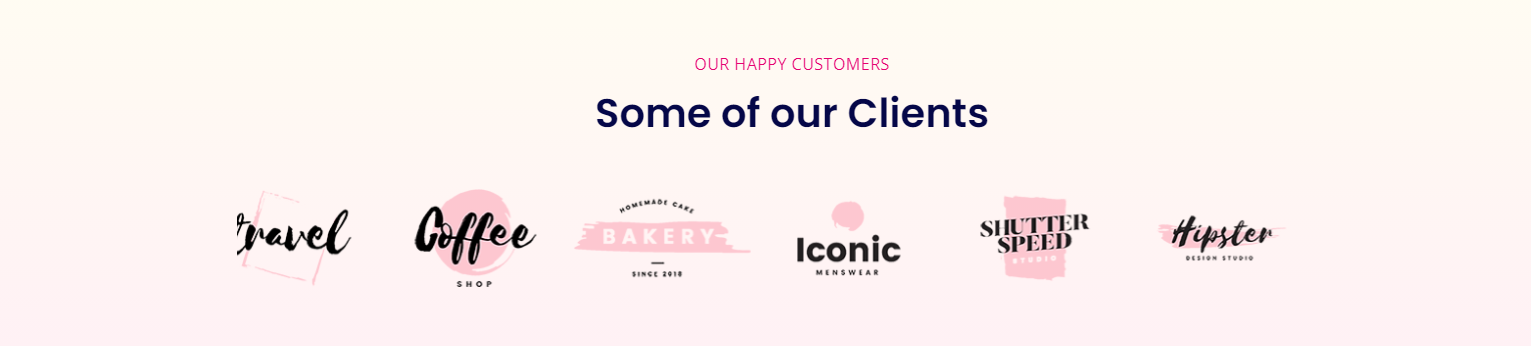 OUR HAPPY CUSTOMERS
Some of our Clients
travel
Coffee
SHOP
HOMEMADE CAKE
BAKERY
SINCE 2018
Iconic
MENSWEAR
SHUTTER
SPEED
STUDIO
Hipster
DESIGN STUDIO